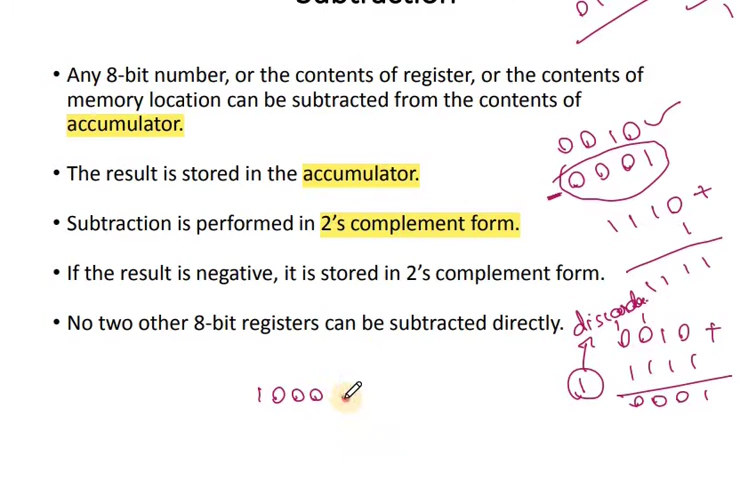 Subtraction
• Any 8-bit number, or the contents of register, or the contents of
memory location can be subtracted from the contents of
accumulator.
• The result is stored in the accumulator.
• Subtraction is performed in 2's complement form.
• If the result is negative, it is stored in 2's complement form.
• No two other 8-bit registers can be subtracted directly.
0010
- 0001
1110 +
1
1111
discard
0010 +
1111
1 0001
1000